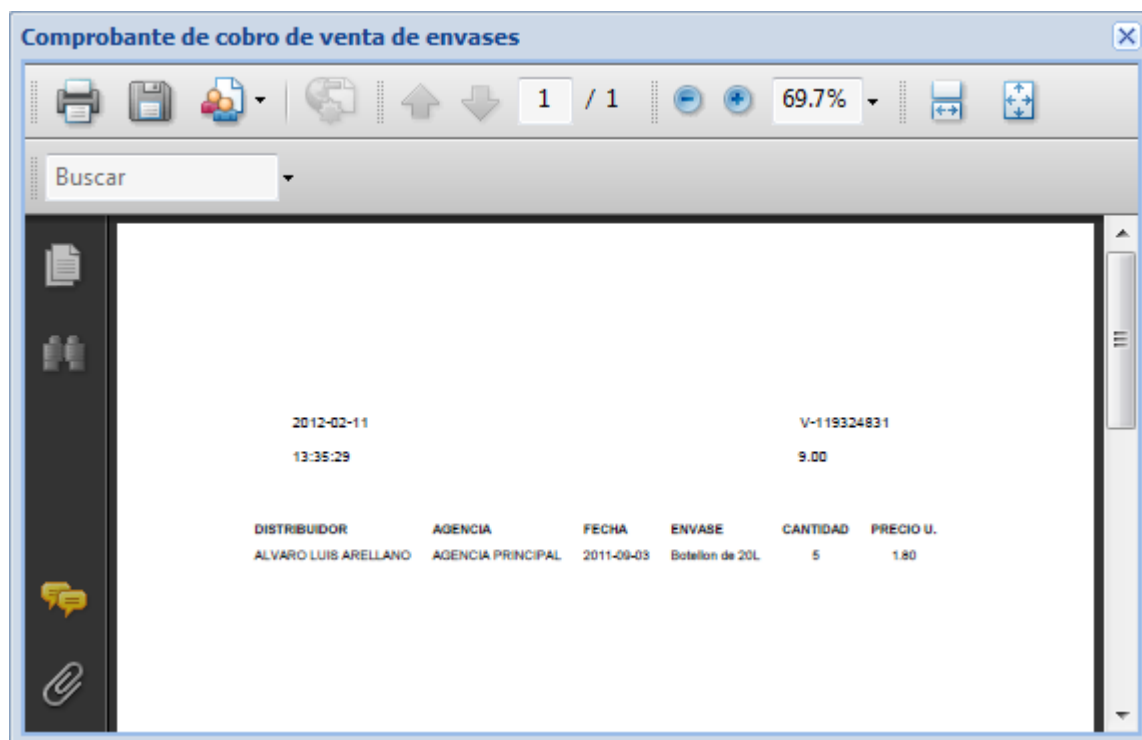 Comprobante de cobro de venta de envases
1 / 1 69.7%
Buscar
2012-02-11 V-119324831
13:35:29 9.00
DISTRIBUIDOR AGENCIA FECHA ENVASE CANTIDAD PRECIO U.
ALVARO LUIS ARELLANO AGENCIA PRINCIPAL 2011-09-03 Botellon de 20L 5 1.80